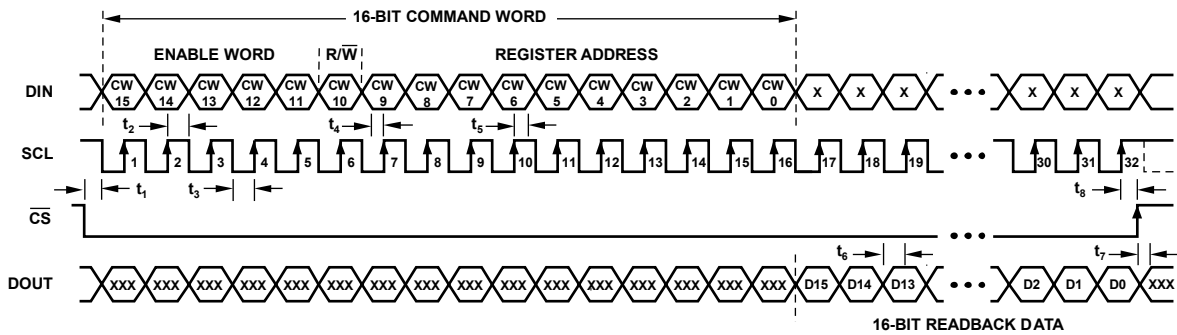 16-BIT COMMAND WORD
ENABLE WORD R/W̅ REGISTER ADDRESS
DIN CW 15 CW 14 CW 13 CW 12 CW 11 CW 10 CW 9 CW 8 CW 7 CW 6 CW 5 CW 4 CW 3 CW 2 CW 1 CW 0 X X X X X X
t2 t4 t5
SCL 1 2 3 4 5 6 7 8 9 10 11 12 13 14 15 16 17 18 19 30 31 32
t1 t3 t8
C̅S̅
t6 t7
DOUT XXX XXX XXX XXX XXX XXX XXX XXX XXX XXX XXX XXX XXX XXX XXX XXX D15 D14 D13 D2 D1 D0 XXX
16-BIT READBACK DATA